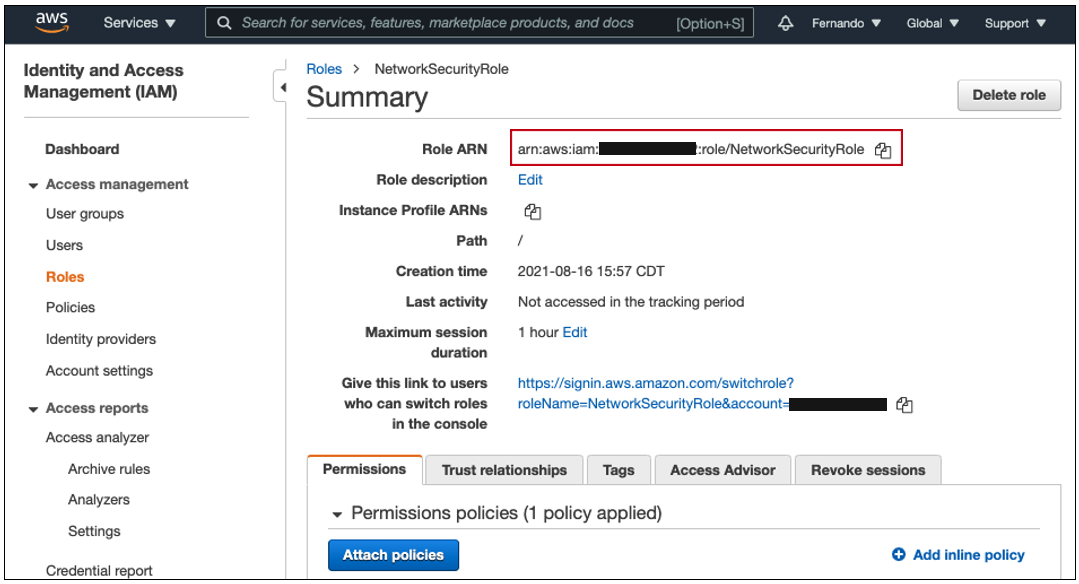 aws Services Search for services, features, marketplace products, and docs [Option+S] Fernando Global Support
Identity and Access
Management (IAM)
Dashboard
Access management
User groups
Users
Roles
Policies
Identity providers
Account settings
Access reports
Access analyzer
Archive rules
Analyzers
Settings
Credential report
Roles > NetworkSecurityRole
Summary
Delete role
Role ARN arn:aws:iam: :role/NetworkSecurityRole
Role description Edit
Instance Profile ARNs
Path /
Creation time 2021-08-16 15:57 CDT
Last activity Not accessed in the tracking period
Maximum session
duration
1 hour Edit
Give this link to users
who can switch roles
in the console
https://signin.aws.amazon.com/switchrole?
roleName=NetworkSecurityRole&account=
Permissions Trust relationships Tags Access Advisor Revoke sessions
Permissions policies (1 policy applied)
Attach policies Add inline policy